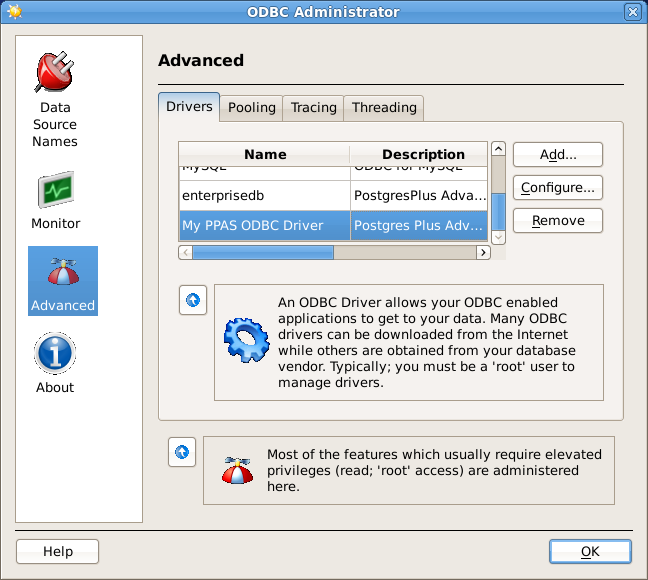 ODBC Administrator
Data
Source
Names
Monitor
Advanced
About
Advanced
Drivers Pooling Tracing Threading
Name Description
MySQL ODBC for MySQL
enterprisedb PostgresPlus Adva...
My PPAS ODBC Driver Postgres Plus Adv...
Add...
Configure...
Remove
An ODBC Driver allows your ODBC enabled
applications to get to your data. Many ODBC
drivers can be downloaded from the Internet
while others are obtained from your database
vendor. Typically; you must be a 'root' user to
manage drivers.
Most of the features which usually require elevated
privileges (read; 'root' access) are administered
here.
Help OK